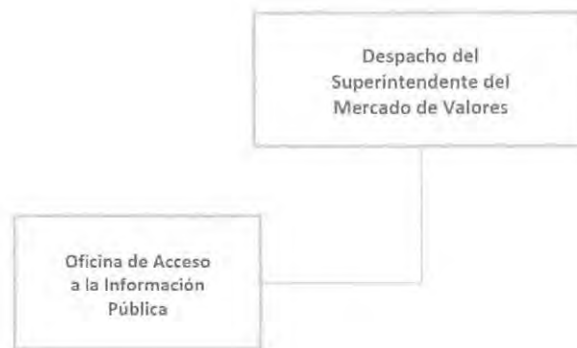 Despacho del
Superintendente del
Mercado de Valores
Oficina de Acceso
a la Información
Pública